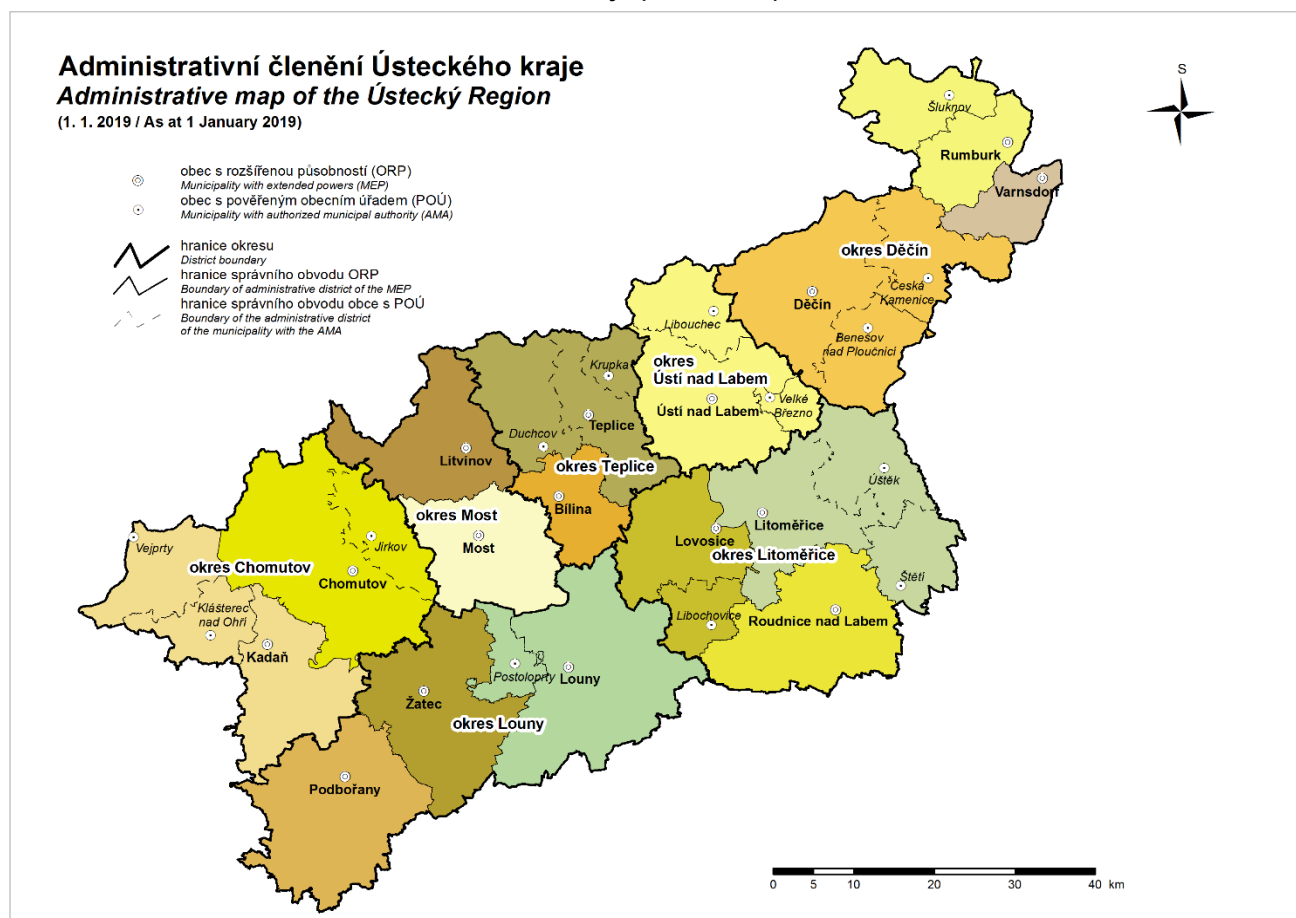 Administrativní členění Ústeckého kraje
Administrative map of the Ústecký Region
(1. 1. 2019 / As at 1 January 2019)
obec s rozšířenou působností (ORP)
Municipality with extended powers (MEP)
obec s pověřeným obecním úřadem (POÚ)
Municipality with authorized municipal authority (AMA)
hranice okresu
District boundary
hranice správního obvodu ORP
Boundary of administrative district of the MEP
hranice správního obvodu obce s POÚ
Boundary of the administrative district
of the municipality with the AMA
S
Šluknov
Rumburk
Varnsdorf
okres Děčín
Děčín
Česká
Kamenice
Benešov
nad Ploučnicí
Libouchec
okres
Ústí nad Labem
Ústí nad Labem
Velké
Březno
Krupka
Teplice
Duchcov
okres Teplice
Bílina
Litvínov
okres Most
Most
Úštěk
Litoměřice
Lovosice
okres Litoměřice
Štětí
Libochovice
Roudnice nad Labem
Vejprty
Jirkov
okres Chomutov
Chomutov
Klášterec
nad Ohří
Kadaň
Postoloprty
Louny
Žatec
okres Louny
Podbořany
0 5 10 20 30 40 km